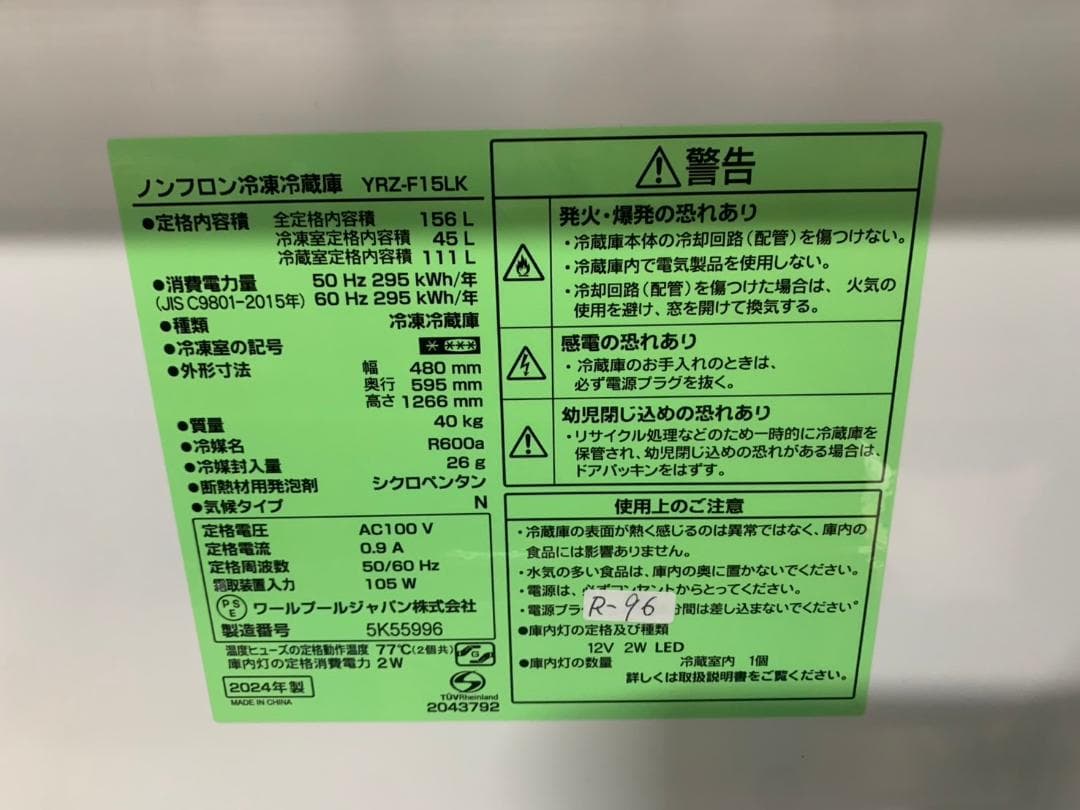 ノンフロン冷凍冷蔵庫 YRZ-F15LK
●定格内容積 全定格内容積 156 L
冷凍室定格内容積 45 L
冷蔵室定格内容積 111 L
●消費電力量 50 Hz 295 kWh/年
(JIS C9801-2015年) 60 Hz 295 kWh/年
●種類 冷凍冷蔵庫
●冷凍室の記号
●外形寸法 幅 480 mm
奥行 595 mm
高さ 1266 mm
●質量 40 kg
●冷媒名 R600a
●冷媒封入量 26 g
●断熱材用発泡剤 シクロペンタン
●気候タイプ N
定格電圧 AC100 V
定格電流 0.9 A
定格周波数 50/60 Hz
霜取装置入力 105 W
PSE ワールプールジャパン株式会社
製造番号 5K55996
温度ヒューズの定格動作温度 77℃(2個共)
庫内灯の定格消費電力 2W
2024年製
MADE IN CHINA
TÜVRheinland
2043792
警告
発火・爆発の恐れあり
・冷蔵庫本体の冷却回路(配管)を傷つけない。
・冷蔵庫内で電気製品を使用しない。
・冷却回路(配管)を傷つけた場合は、火気の
使用を避け、窓を開けて換気する。
感電の恐れあり
・冷蔵庫のお手入れのときは、
必ず電源プラグを抜く。
幼児閉じ込めの恐れあり
・リサイクル処理などのため一時的に冷蔵庫を
保管され、幼児閉じ込めの恐れがある場合は、
ドアパッキンをはずす。
使用上のご注意
・冷蔵庫の表面が熱く感じるのは異常ではなく、庫内の
食品には影響ありません。
・水気の多い食品は、庫内の奥に置かないでください。
・電源は、必ずコンセントからとってください。
・電源プラ
R-96
分間は差し込まないでください。
●庫内灯の定格及び種類
12V 2W LED
●庫内灯の数量 冷蔵室内 1個
詳しくは取扱説明書をご覧ください。